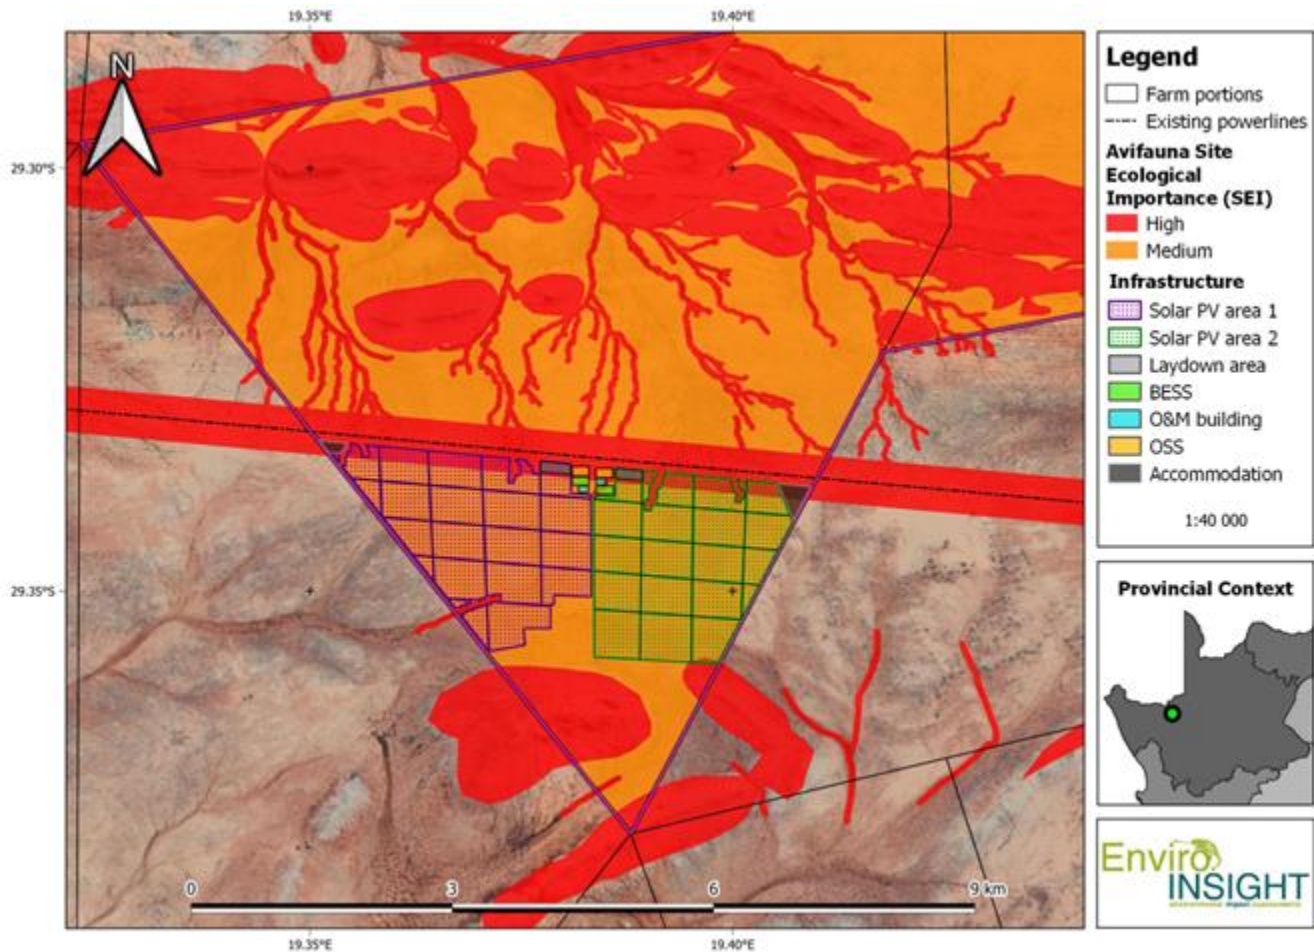 19.35°E 19.40°E
N
29.30°S
29.35°S
0 3 6 9 km
19.35°E 19.40°E
Legend
Farm portions
Existing powerlines
Avifauna Site
Ecological
Importance (SEI)
High
Medium
Infrastructure
Solar PV area 1
Solar PV area 2
Laydown area
BESS
O&M building
OSS
Accommodation
1:40 000
Provincial Context
Enviro
INSIGHT